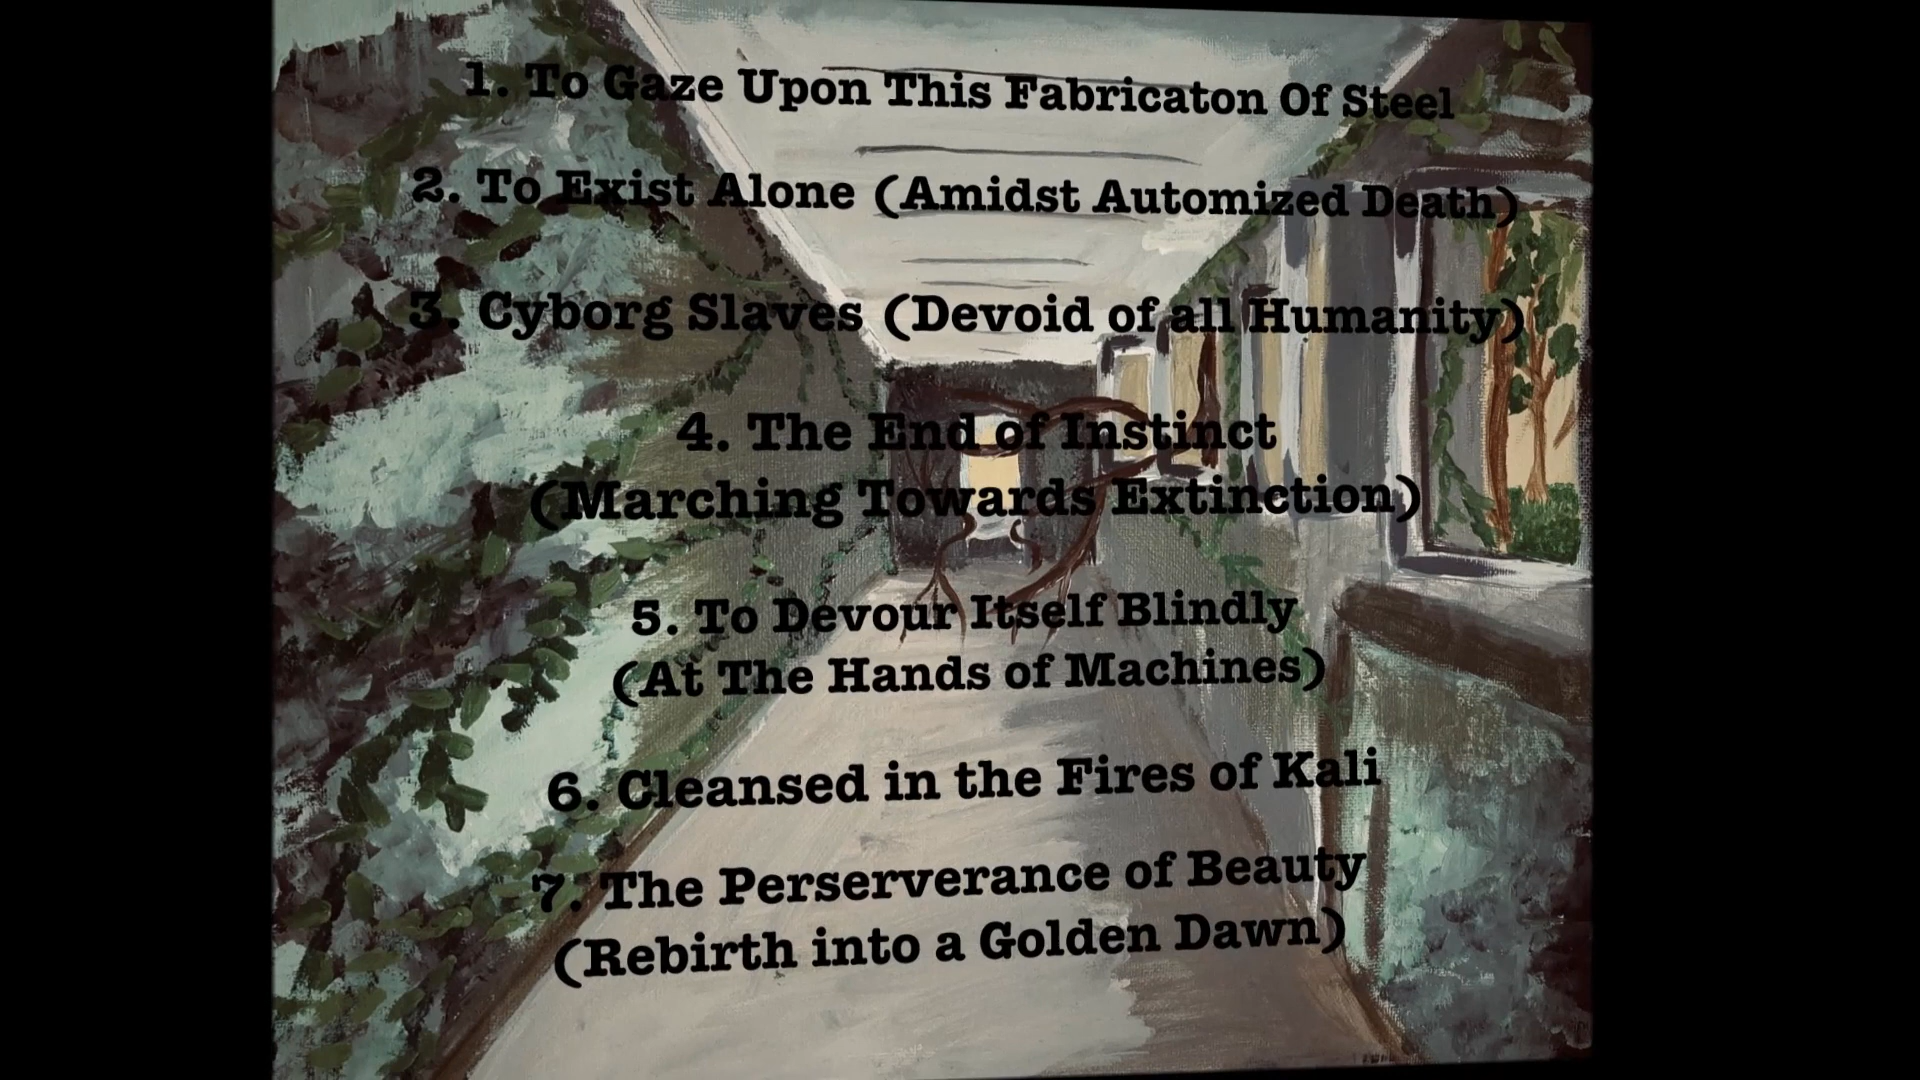 1. To Gaze Upon This Fabricaton Of Steel
2. To Exist Alone (Amidst Automized Death)
3. Cyborg Slaves (Devoid of all Humanity)
4. The End of Instinct
(Marching Towards Extinction)
5. To Devour Itself Blindly
(At The Hands of Machines)
6. Cleansed in the Fires of Kali
7. The Perserverance of Beauty
(Rebirth into a Golden Dawn)